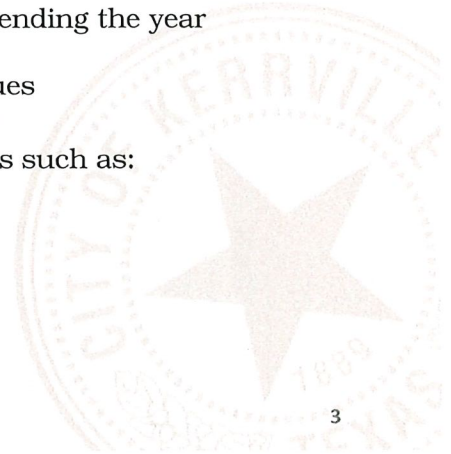 ending the year
ues
s such as:
CITY OF KERRVILLE
TEXAS
1889
3